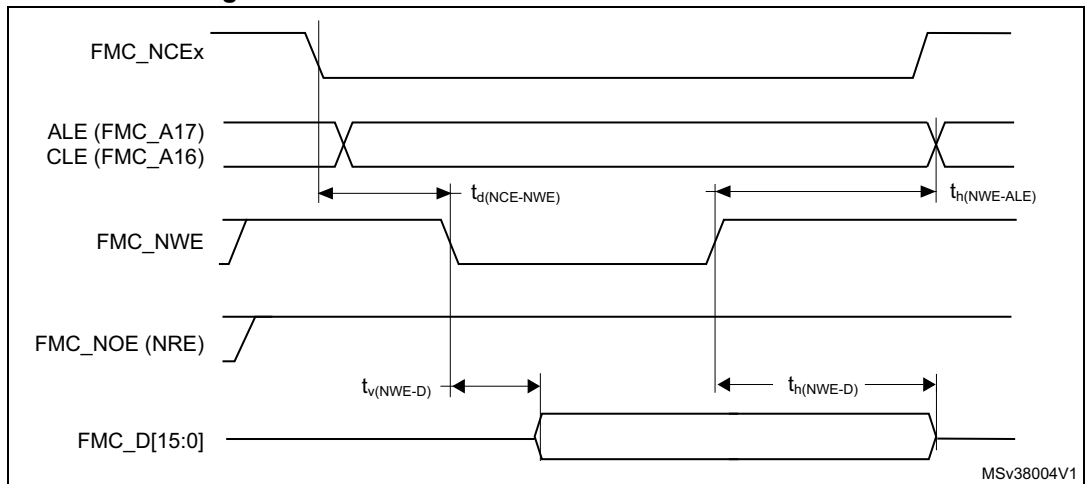 FMC_NCEx
ALE (FMC_A17)
CLE (FMC_A16)
td(NCE-NWE)
th(NWE-ALE)
FMC_NWE
FMC_NOE (NRE)
tv(NWE-D)
th(NWE-D)
FMC_D[15:0]
MSv38004V1